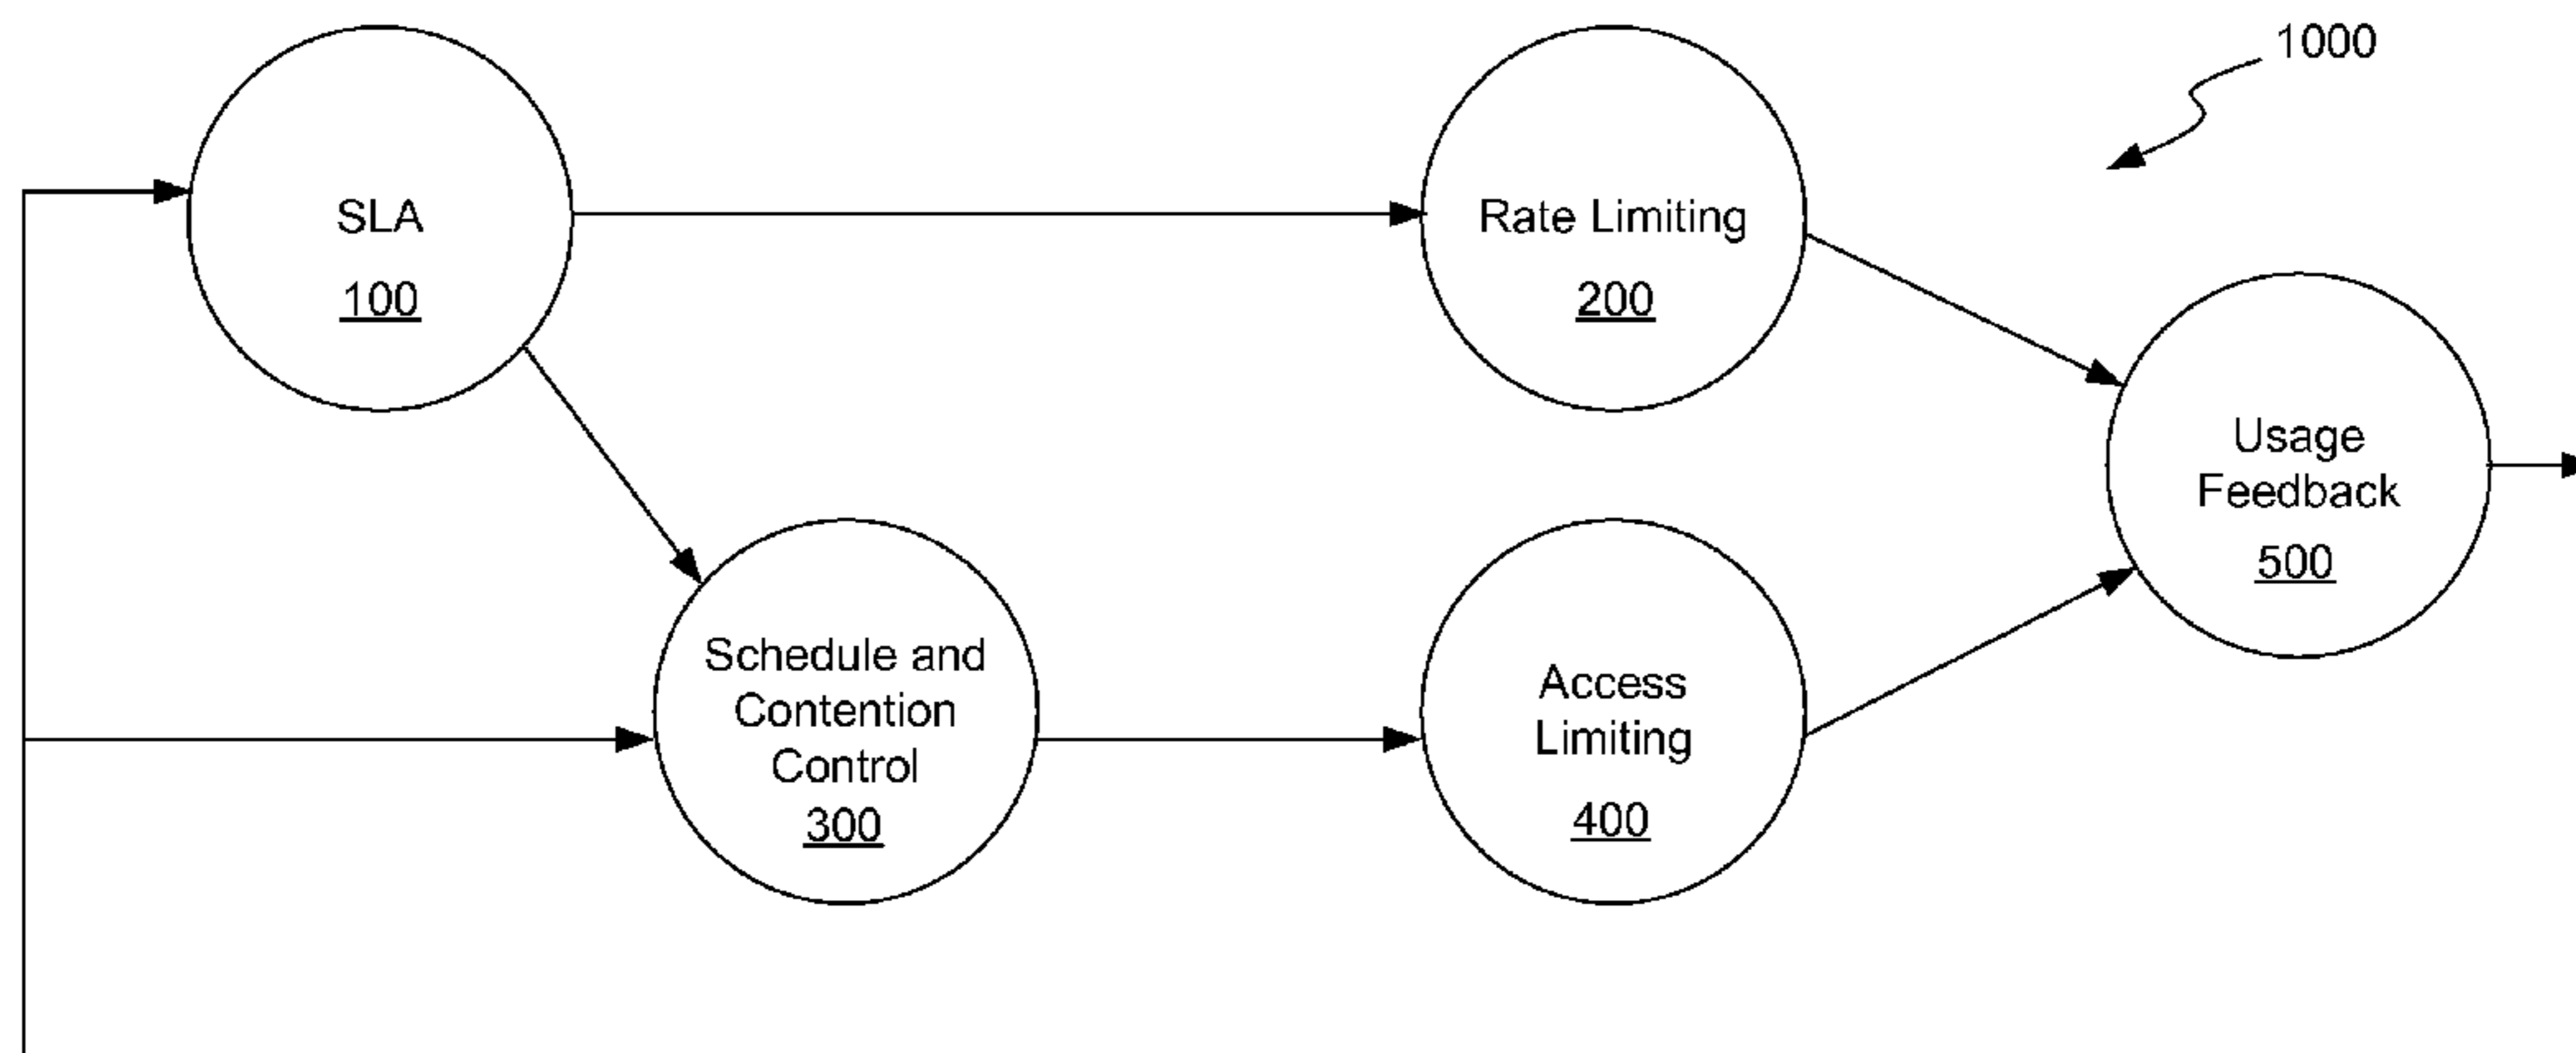 1000
SLA
100
Rate Limiting
200
Usage
Feedback
500
Schedule and
Contention
Control
300
Access
Limiting
400